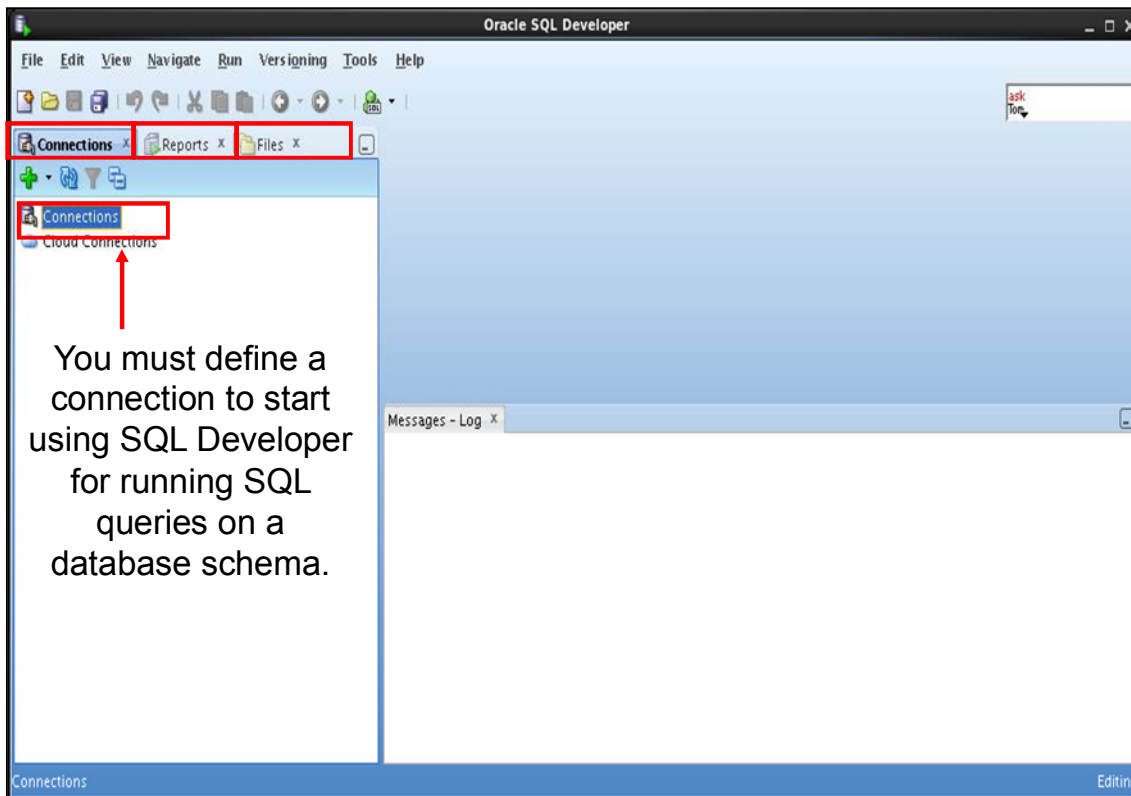 Oracle SQL Developer
File Edit View Navigate Run Versioning Tools Help
SQL
ask
Tom
Connections x Reports x Files x
Connections
Cloud Connections
You must define a
connection to start
using SQL Developer
for running SQL
queries on a
database schema.
Messages - Log x
Connections
Editin